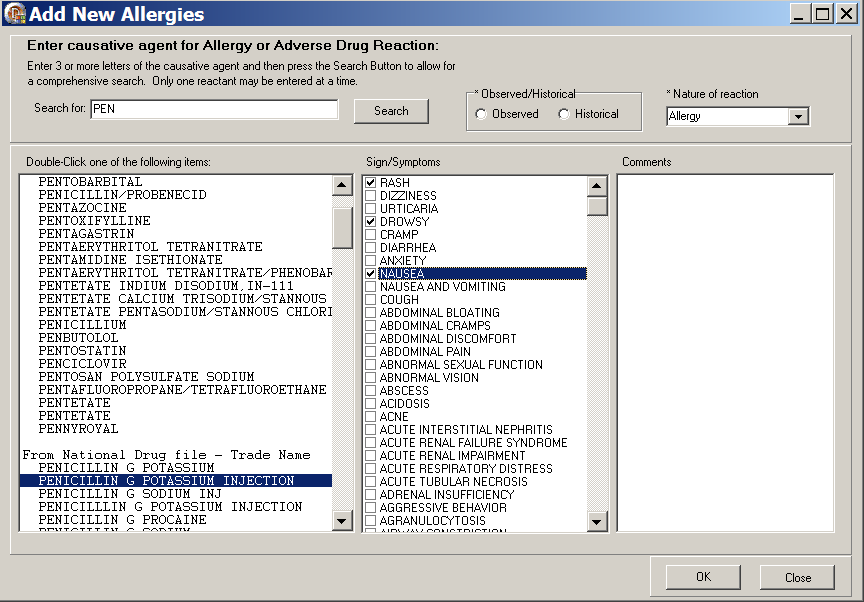 Add New Allergies
Enter causative agent for Allergy or Adverse Drug Reaction:
Enter 3 or more letters of the causative agent and then press the Search Button to allow for
a comprehensive search. Only one reactant may be entered at a time.
Search for: PEN
Search
* Observed/Historical
Observed
Historical
* Nature of reaction
Allergy
Double-Click one of the following items:
PENTOBARBITAL
PENICILLIN/PROBENECID
PENTAZOCINE
PENTOXIFYLLINE
PENTAGASTRIN
PENTAERYTHRITOL TETRANITRATE
PENTAMIDINE ISETHIONATE
PENTAERYTHRITOL TETRANITRATE/PHENOBAR
PENTETATE INDIUM DISODIUM,IN-111
PENTETATE CALCIUM TRISODIUM/STANNOUS
PENTETATE PENTASODIUM/STANNOUS CHLORI
PENICILLIUM
PENBUTOLOL
PENTOSTATIN
PENCICLOVIR
PENTOSAN POLYSULFATE SODIUM
PENTAFLUOROPROPANE/TETRAFLUOROETHANE
PENTETATE
PENTETATE
PENNYROYAL
From National Drug file - Trade Name
PENICILLIN G POTASSIUM
PENICILLIN G POTASSIUM INJECTION
PENICILLIN G SODIUM INJ
PENICILLLIN G POTASSIUM INJECTION
PENICILLIN G PROCAINE
PENICILLIN G SODIUM
Sign/Symptoms
RASH
DIZZINESS
URTICARIA
DROWSY
CRAMP
DIARRHEA
ANXIETY
NAUSEA
NAUSEA AND VOMITING
COUGH
ABDOMINAL BLOATING
ABDOMINAL CRAMPS
ABDOMINAL DISCOMFORT
ABDOMINAL PAIN
ABNORMAL SEXUAL FUNCTION
ABNORMAL VISION
ABSCESS
ACIDOSIS
ACNE
ACUTE INTERSTITIAL NEPHRITIS
ACUTE RENAL FAILURE SYNDROME
ACUTE RENAL IMPAIRMENT
ACUTE RESPIRATORY DISTRESS
ACUTE TUBULAR NECROSIS
ADRENAL INSUFFICIENCY
AGGRESSIVE BEHAVIOR
AGRANULOCYTOSIS
AIRWAY CONSTRICTION
Comments
OK
Close